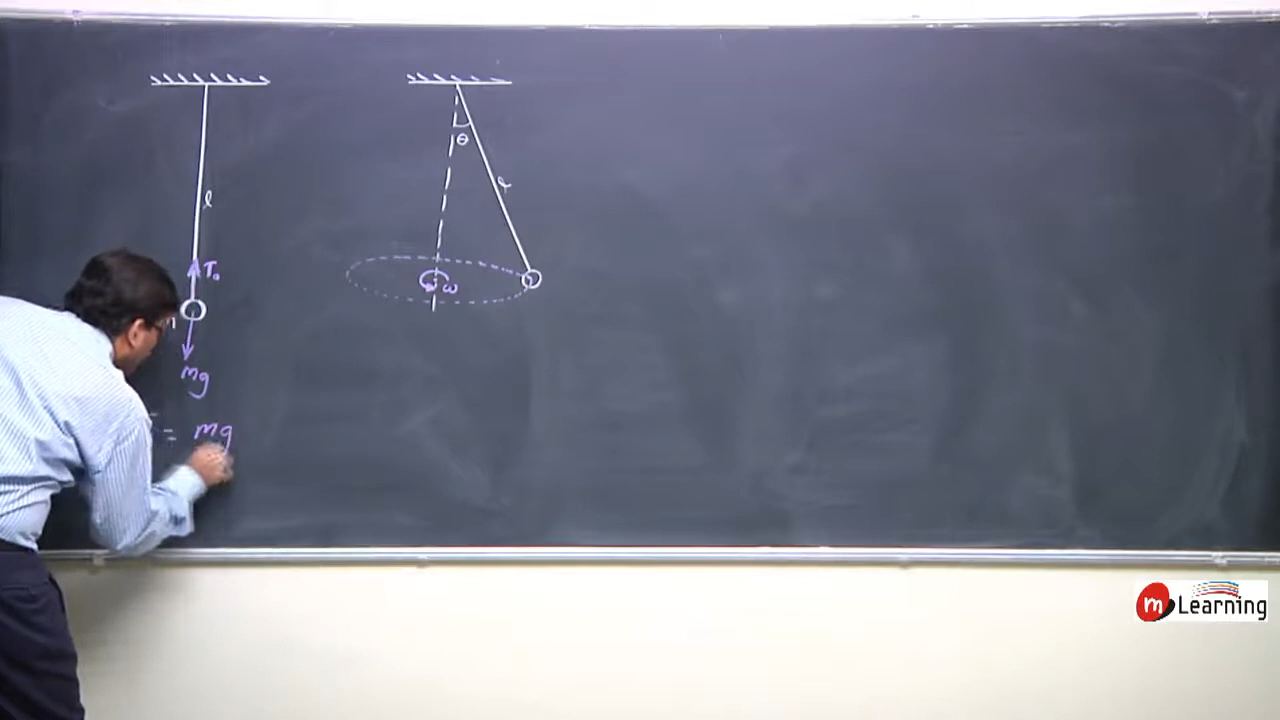 θ
l
l
T₀
ω
mg
= mg
m Learning